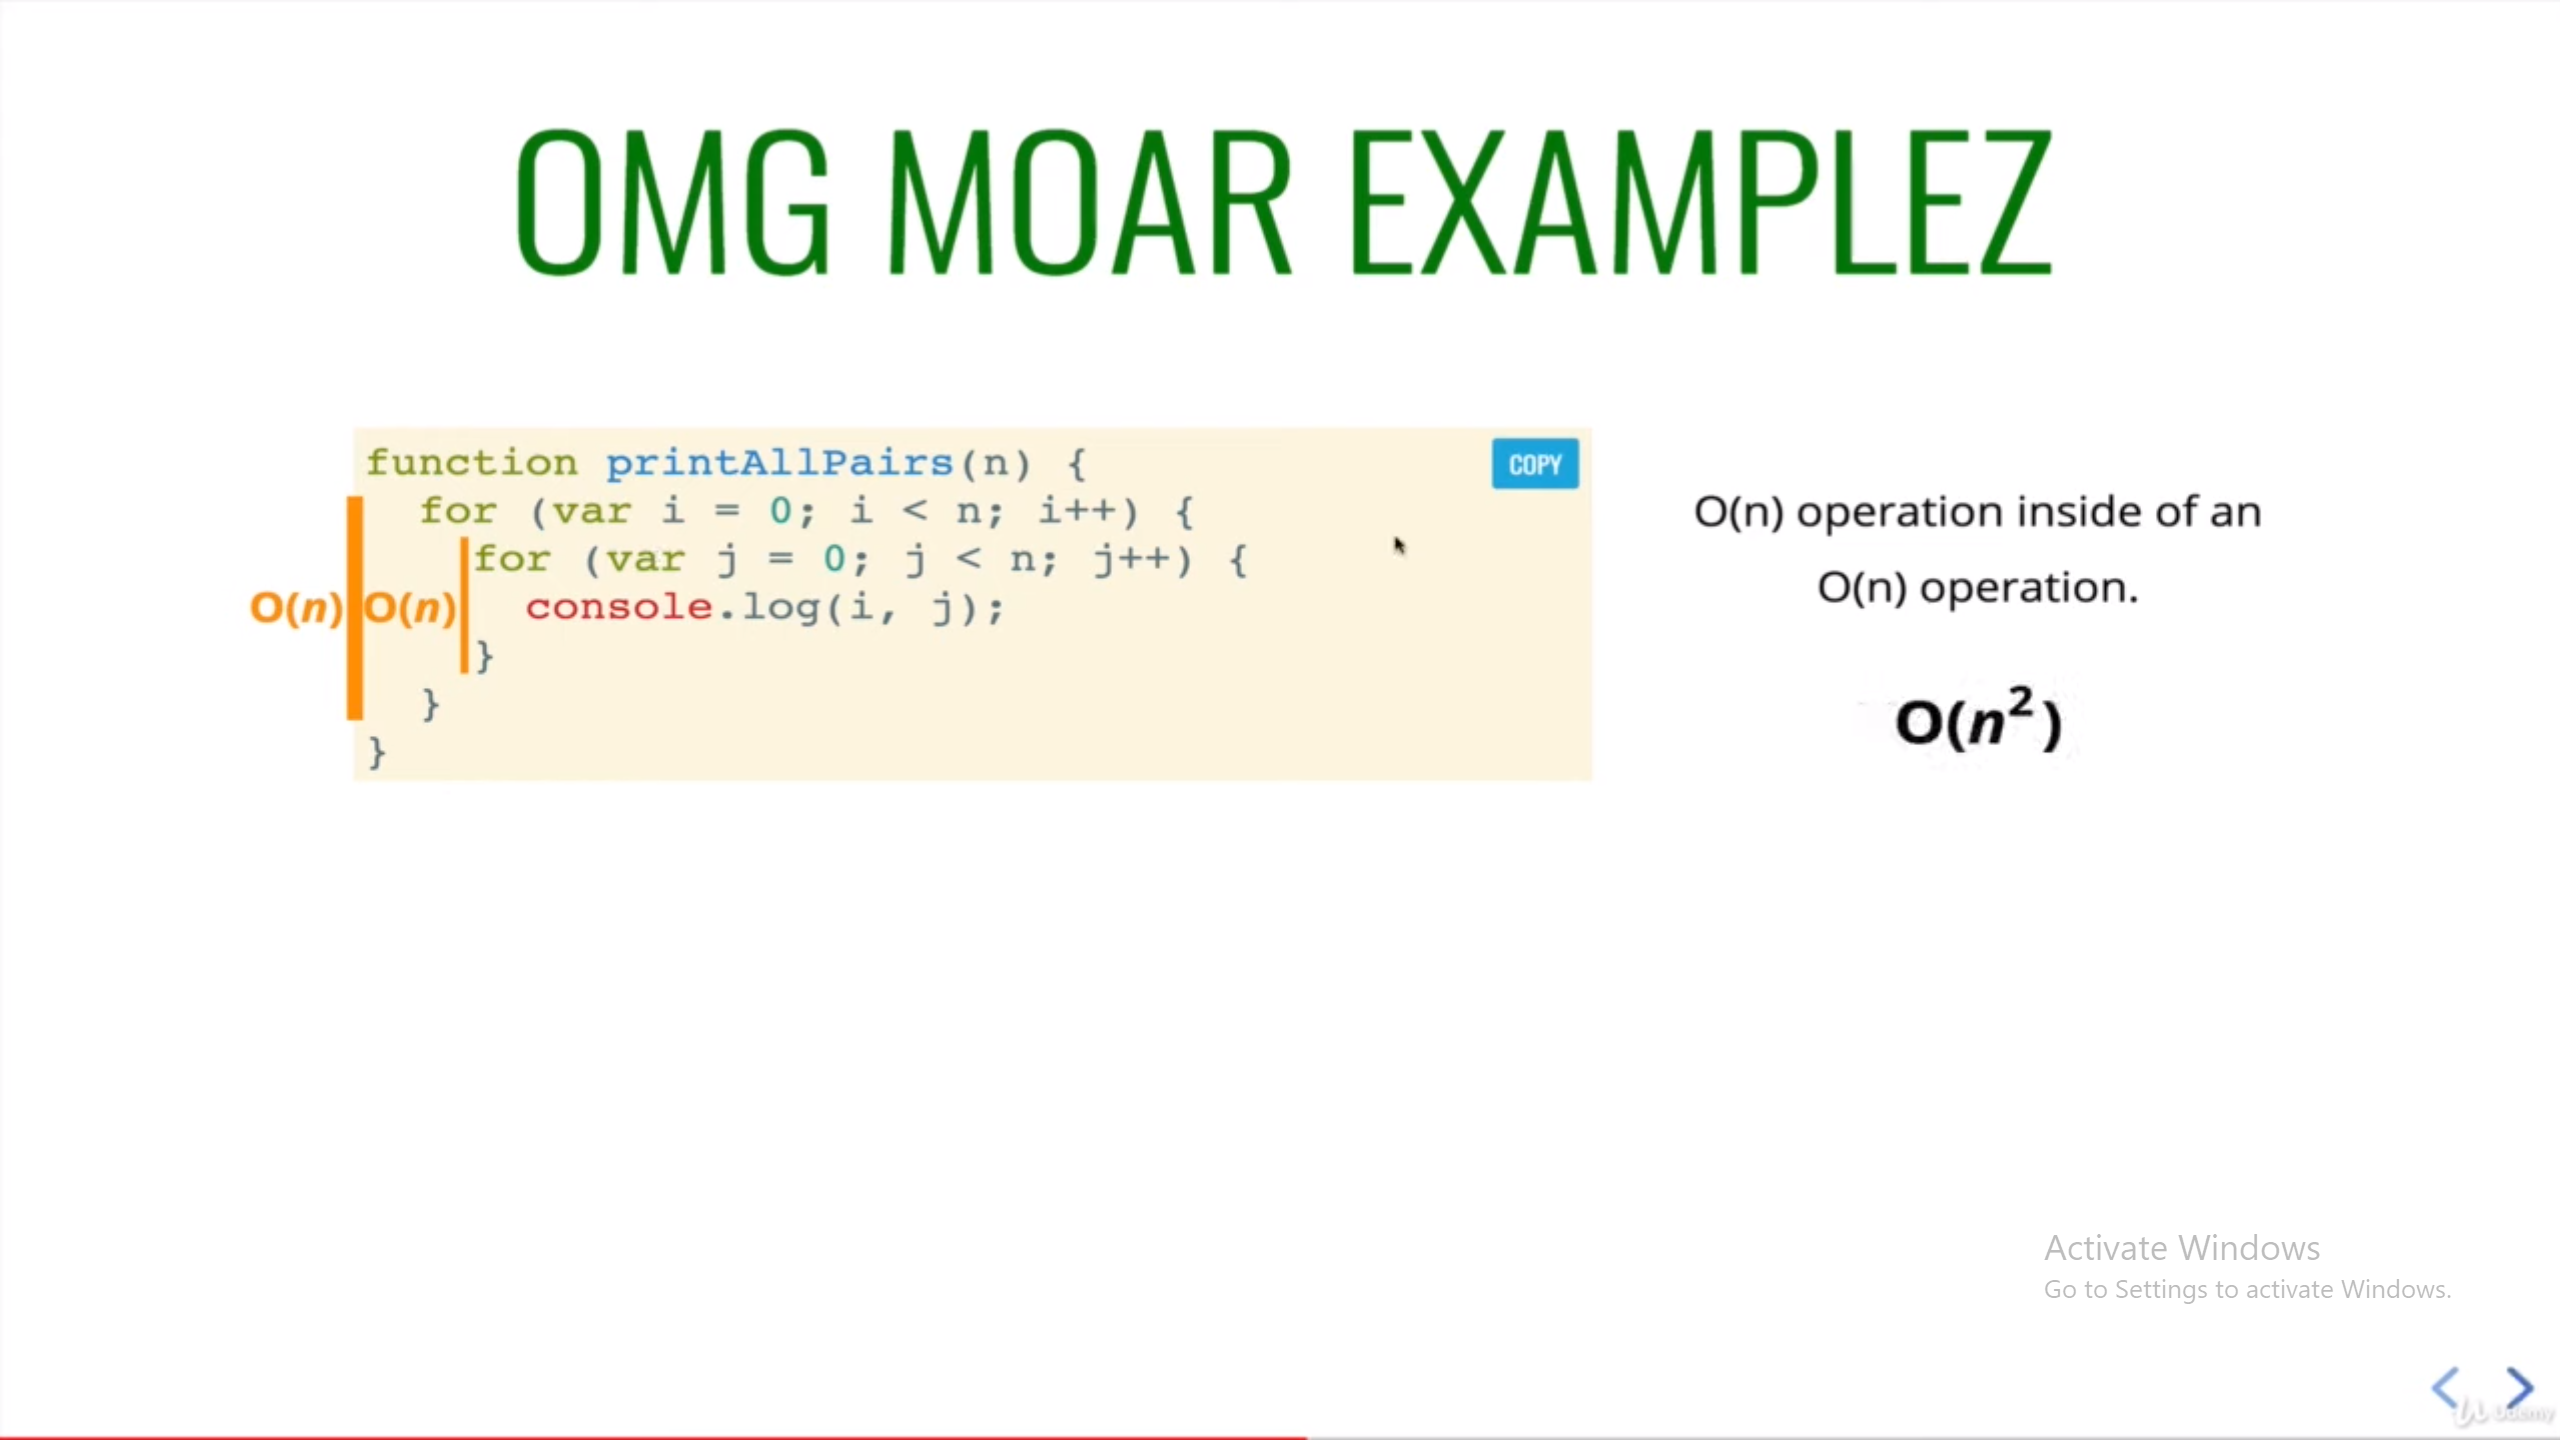 OMG MOAR EXAMPLEZ
function printAllPairs(n) {
for (var i = 0; i < n; i++) {
for (var j = 0; j < n; j++) {
console.log(i, j);
}
}
}
COPY
O(n) O(n)
O(n) operation inside of an
O(n) operation.
O(n²)
Activate Windows
Go to Settings to activate Windows.
Udemy